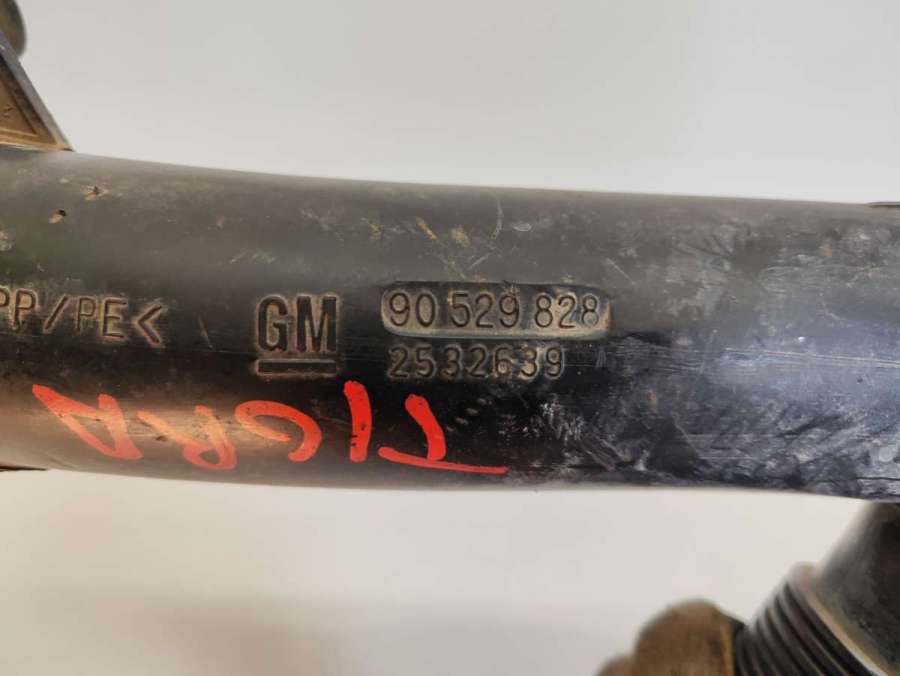 PP/PE<
GM
90 529 828
2532639
TIGRA